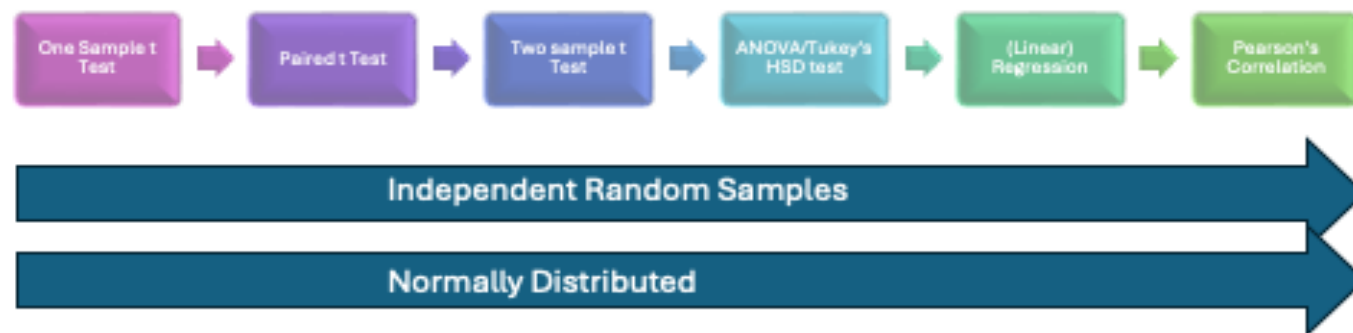 One Sample t
Test
Paired t Test
Two sample t
Test
ANOVA/Tukey's
HSD test
(Linear)
Regression
Pearson's
Correlation
Independent Random Samples
Normally Distributed